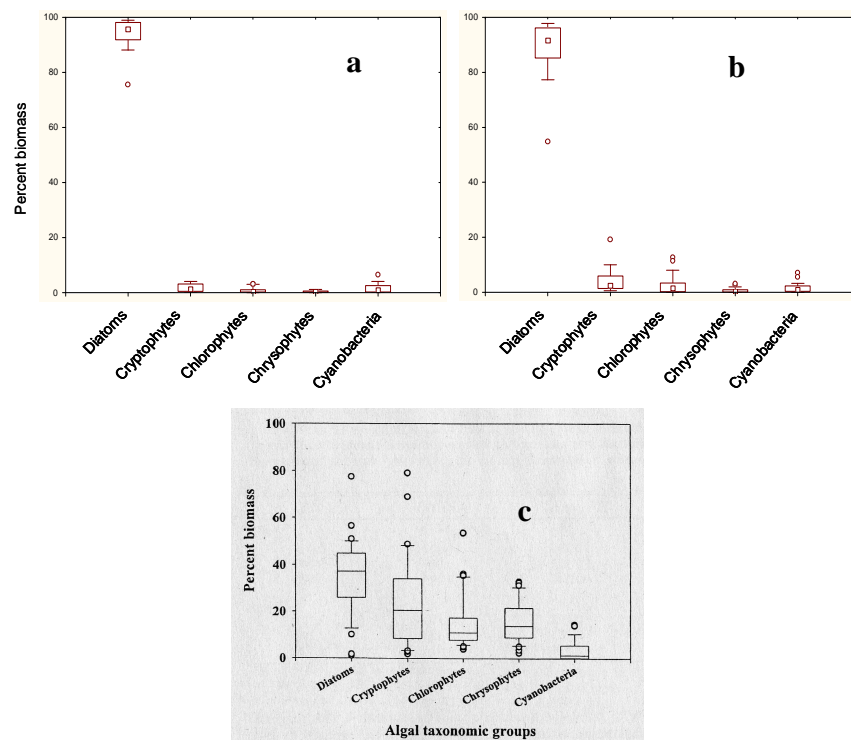 a
b
Percent biomass
100
80
60
40
20
0
100
80
60
40
20
0
Diatoms
Cryptophytes
Chlorophytes
Chrysophytes
Cyanobacteria
Diatoms
Cryptophytes
Chlorophytes
Chrysophytes
Cyanobacteria
c
Percent biomass
100
80
60
40
20
0
Diatoms
Cryptophytes
Chlorophytes
Chrysophytes
Cyanobacteria
Algal taxonomic groups